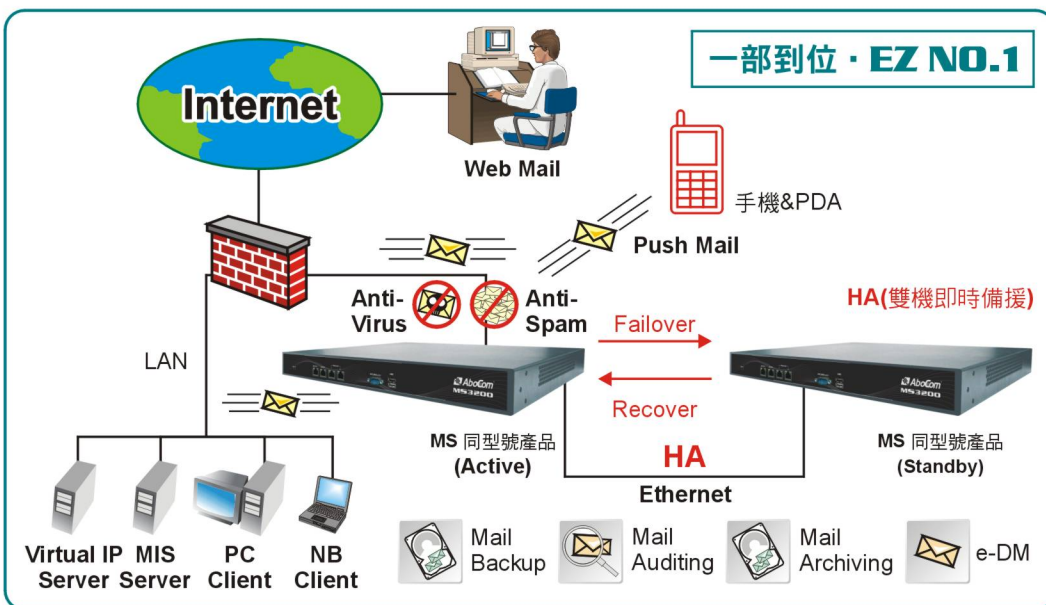 一部到位・EZ NO.1
Internet
Web Mail
手機&PDA
Push Mail
Anti-
Virus
Anti-
Spam
HA(雙機即時備援)
Failover
Recover
LAN
AboCom
MS3200
AboCom
MS3200
MS 同型號產品
(Active)
HA
Ethernet
MS 同型號產品
(Standby)
Virtual IP
Server
MIS
Server
PC
Client
NB
Client
Mail
Backup
Mail
Auditing
Mail
Archiving
e-DM